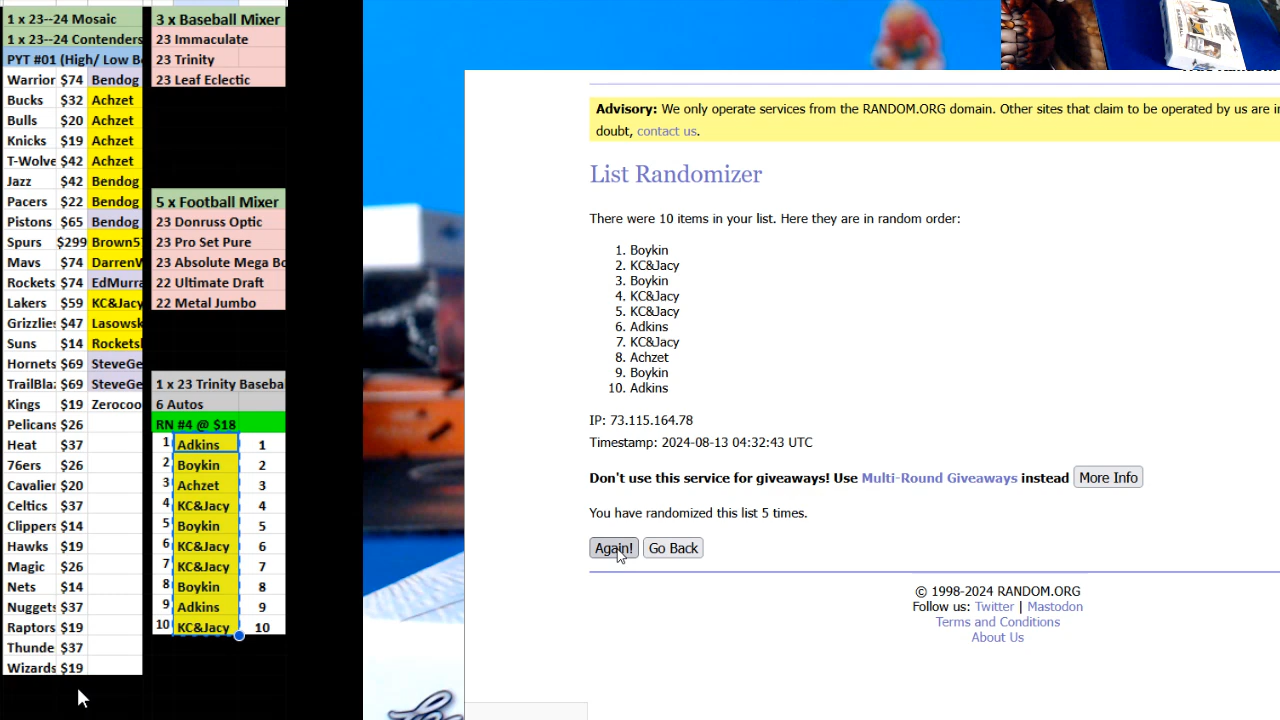 1 x 23--24 Mosaic
1 x 23--24 Contenders
PYT #01 (High/ Low B
Warrior $74 Bendog
Bucks $32 Achzet
Bulls $20 Achzet
Knicks $19 Achzet
T-Wolve $42 Achzet
Jazz $42 Bendog
Pacers $22 Bendog
Pistons $65 Bendog
Spurs $299 Brown5
Mavs $74 DarrenW
Rockets $74 EdMurra
Lakers $59 KC&Jacy
Grizzlies $47 Lasowsk
Suns $14 Rocketsl
Hornets $69 SteveGe
TrailBla $69 SteveGe
Kings $19 Zerocoo
Pelicans $26
Heat $37
76ers $26
Cavalier $20
Celtics $37
Clippers $14
Hawks $19
Magic $26
Nets $14
Nuggets $37
Raptors $19
Thunde $37
Wizards $19
3 x Baseball Mixer
23 Immaculate
23 Trinity
23 Leaf Eclectic
5 x Football Mixer
23 Donruss Optic
23 Pro Set Pure
23 Absolute Mega Bo
22 Ultimate Draft
22 Metal Jumbo
1 x 23 Trinity Baseba
6 Autos
RN #4 @ $18
1 Adkins 1
2 Boykin 2
3 Achzet 3
4 KC&Jacy 4
5 Boykin 5
6 KC&Jacy 6
7 KC&Jacy 7
8 Boykin 8
9 Adkins 9
10 KC&Jacy 10
Advisory: We only operate services from the RANDOM.ORG domain. Other sites that claim to be operated by us are in
doubt, contact us.
List Randomizer
There were 10 items in your list. Here they are in random order:
1. Boykin
2. KC&Jacy
3. Boykin
4. KC&Jacy
5. KC&Jacy
6. Adkins
7. KC&Jacy
8. Achzet
9. Boykin
10. Adkins
IP: 73.115.164.78
Timestamp: 2024-08-13 04:32:43 UTC
Don't use this service for giveaways! Use Multi-Round Giveaways instead More Info
You have randomized this list 5 times.
Again! Go Back
© 1998-2024 RANDOM.ORG
Follow us: Twitter | Mastodon
Terms and Conditions
About Us